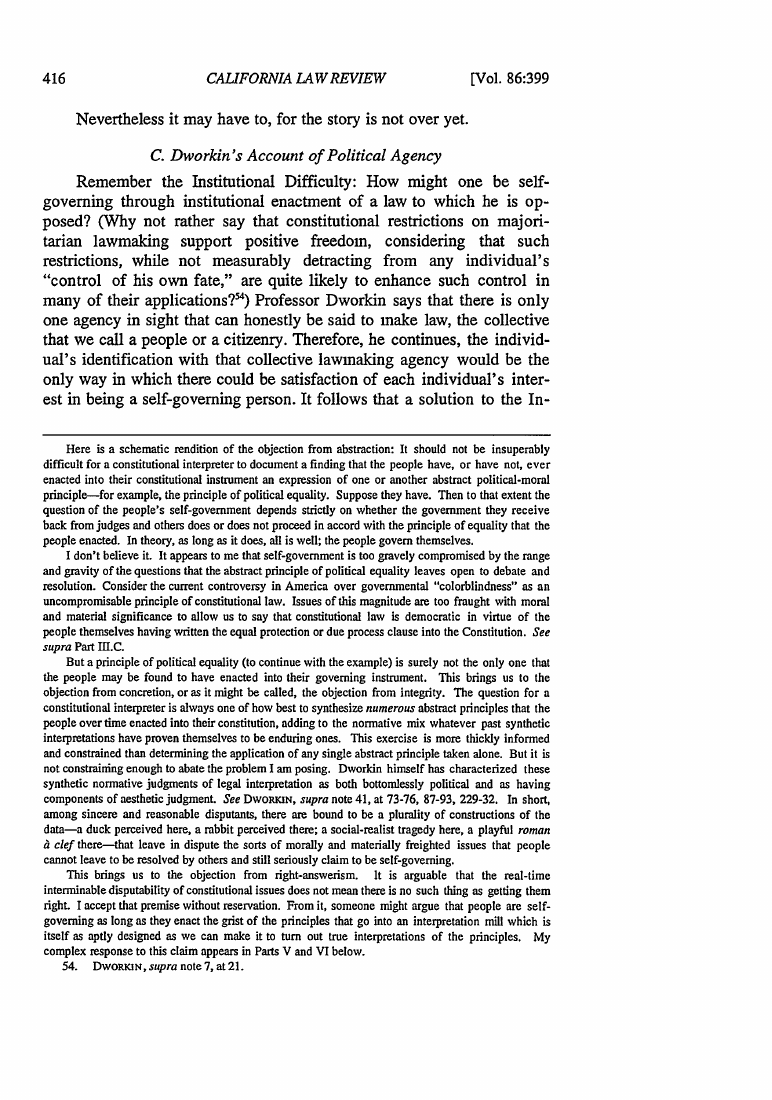 416 CALIFORNIA LAW REVIEW [Vol. 86:399
Nevertheless it may have to, for the story is not over yet.
C. Dworkin's Account of Political Agency
Remember the Institutional Difficulty: How might one be self-
governing through institutional enactment of a law to which he is op-
posed? (Why not rather say that constitutional restrictions on majori-
tarian lawmaking support positive freedom, considering that such
restrictions, while not measurably detracting from any individual's
"control of his own fate," are quite likely to enhance such control in
many of their applications?54) Professor Dworkin says that there is only
one agency in sight that can honestly be said to make law, the collective
that we call a people or a citizenry. Therefore, he continues, the individ-
ual's identification with that collective lawmaking agency would be the
only way in which there could be satisfaction of each individual's inter-
est in being a self-governing person. It follows that a solution to the In-
Here is a schematic rendition of the objection from abstraction: It should not be insuperably
difficult for a constitutional interpreter to document a finding that the people have, or have not, ever
enacted into their constitutional instrument an expression of one or another abstract political-moral
principle—for example, the principle of political equality. Suppose they have. Then to that extent the
question of the people's self-government depends strictly on whether the government they receive
back from judges and others does or does not proceed in accord with the principle of equality that the
people enacted. In theory, as long as it does, all is well; the people govern themselves.
I don't believe it. It appears to me that self-government is too gravely compromised by the range
and gravity of the questions that the abstract principle of political equality leaves open to debate and
resolution. Consider the current controversy in America over governmental "colorblindness" as an
uncompromisable principle of constitutional law. Issues of this magnitude are too fraught with moral
and material significance to allow us to say that constitutional law is democratic in virtue of the
people themselves having written the equal protection or due process clause into the Constitution. See
supra Part III.C.
But a principle of political equality (to continue with the example) is surely not the only one that
the people may be found to have enacted into their governing instrument. This brings us to the
objection from concretion, or as it might be called, the objection from integrity. The question for a
constitutional interpreter is always one of how best to synthesize numerous abstract principles that the
people over time enacted into their constitution, adding to the normative mix whatever past synthetic
interpretations have proven themselves to be enduring ones. This exercise is more thickly informed
and constrained than determining the application of any single abstract principle taken alone. But it is
not constraining enough to abate the problem I am posing. Dworkin himself has characterized these
synthetic normative judgments of legal interpretation as both bottomlessly political and as having
components of aesthetic judgment. See DWORKIN, supra note 41, at 73-76, 87-93, 229-32. In short,
among sincere and reasonable disputants, there are bound to be a plurality of constructions of the
data—a duck perceived here, a rabbit perceived there; a social-realist tragedy here, a playful roman
à clef there—that leave in dispute the sorts of morally and materially freighted issues that people
cannot leave to be resolved by others and still seriously claim to be self-governing.
This brings us to the objection from right-answerism. It is arguable that the real-time
interminable disputability of constitutional issues does not mean there is no such thing as getting them
right. I accept that premise without reservation. From it, someone might argue that people are self-
governing as long as they enact the grist of the principles that go into an interpretation mill which is
itself as aptly designed as we can make it to turn out true interpretations of the principles. My
complex response to this claim appears in Parts V and VI below.
54. DWORKIN, supra note 7, at 21.